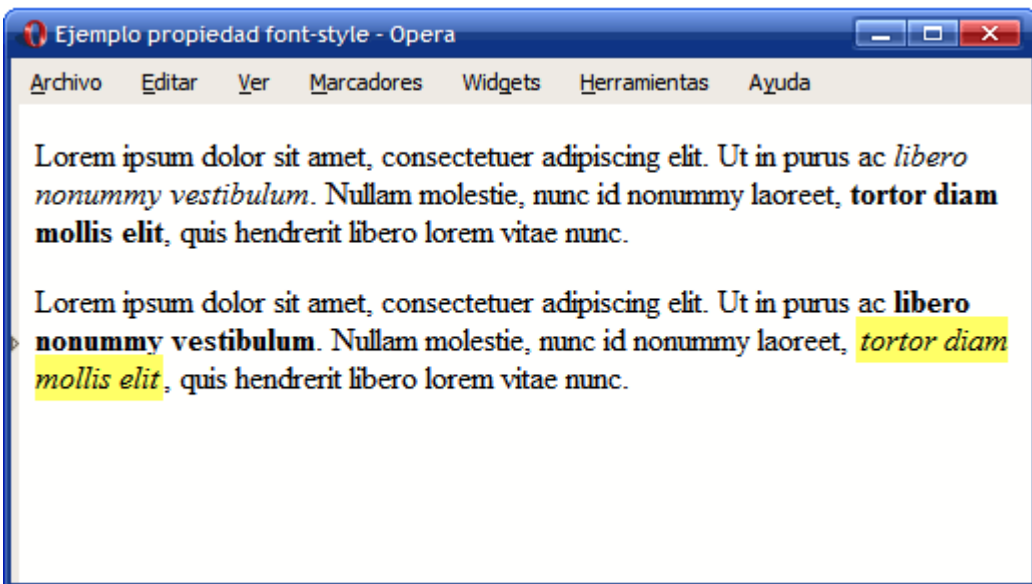 Ejemplo propiedad font-style - Opera
Archivo Editar Ver Marcadores Widgets Herramientas Ayuda
Lorem ipsum dolor sit amet, consectetuer adipiscing elit. Ut in purus ac libero
nonummy vestibulum. Nullam molestie, nunc id nonummy laoreet, tortor diam
mollis elit, quis hendrerit libero lorem vitae nunc.
Lorem ipsum dolor sit amet, consectetuer adipiscing elit. Ut in purus ac libero
nonummy vestibulum. Nullam molestie, nunc id nonummy laoreet, tortor diam
mollis elit, quis hendrerit libero lorem vitae nunc.